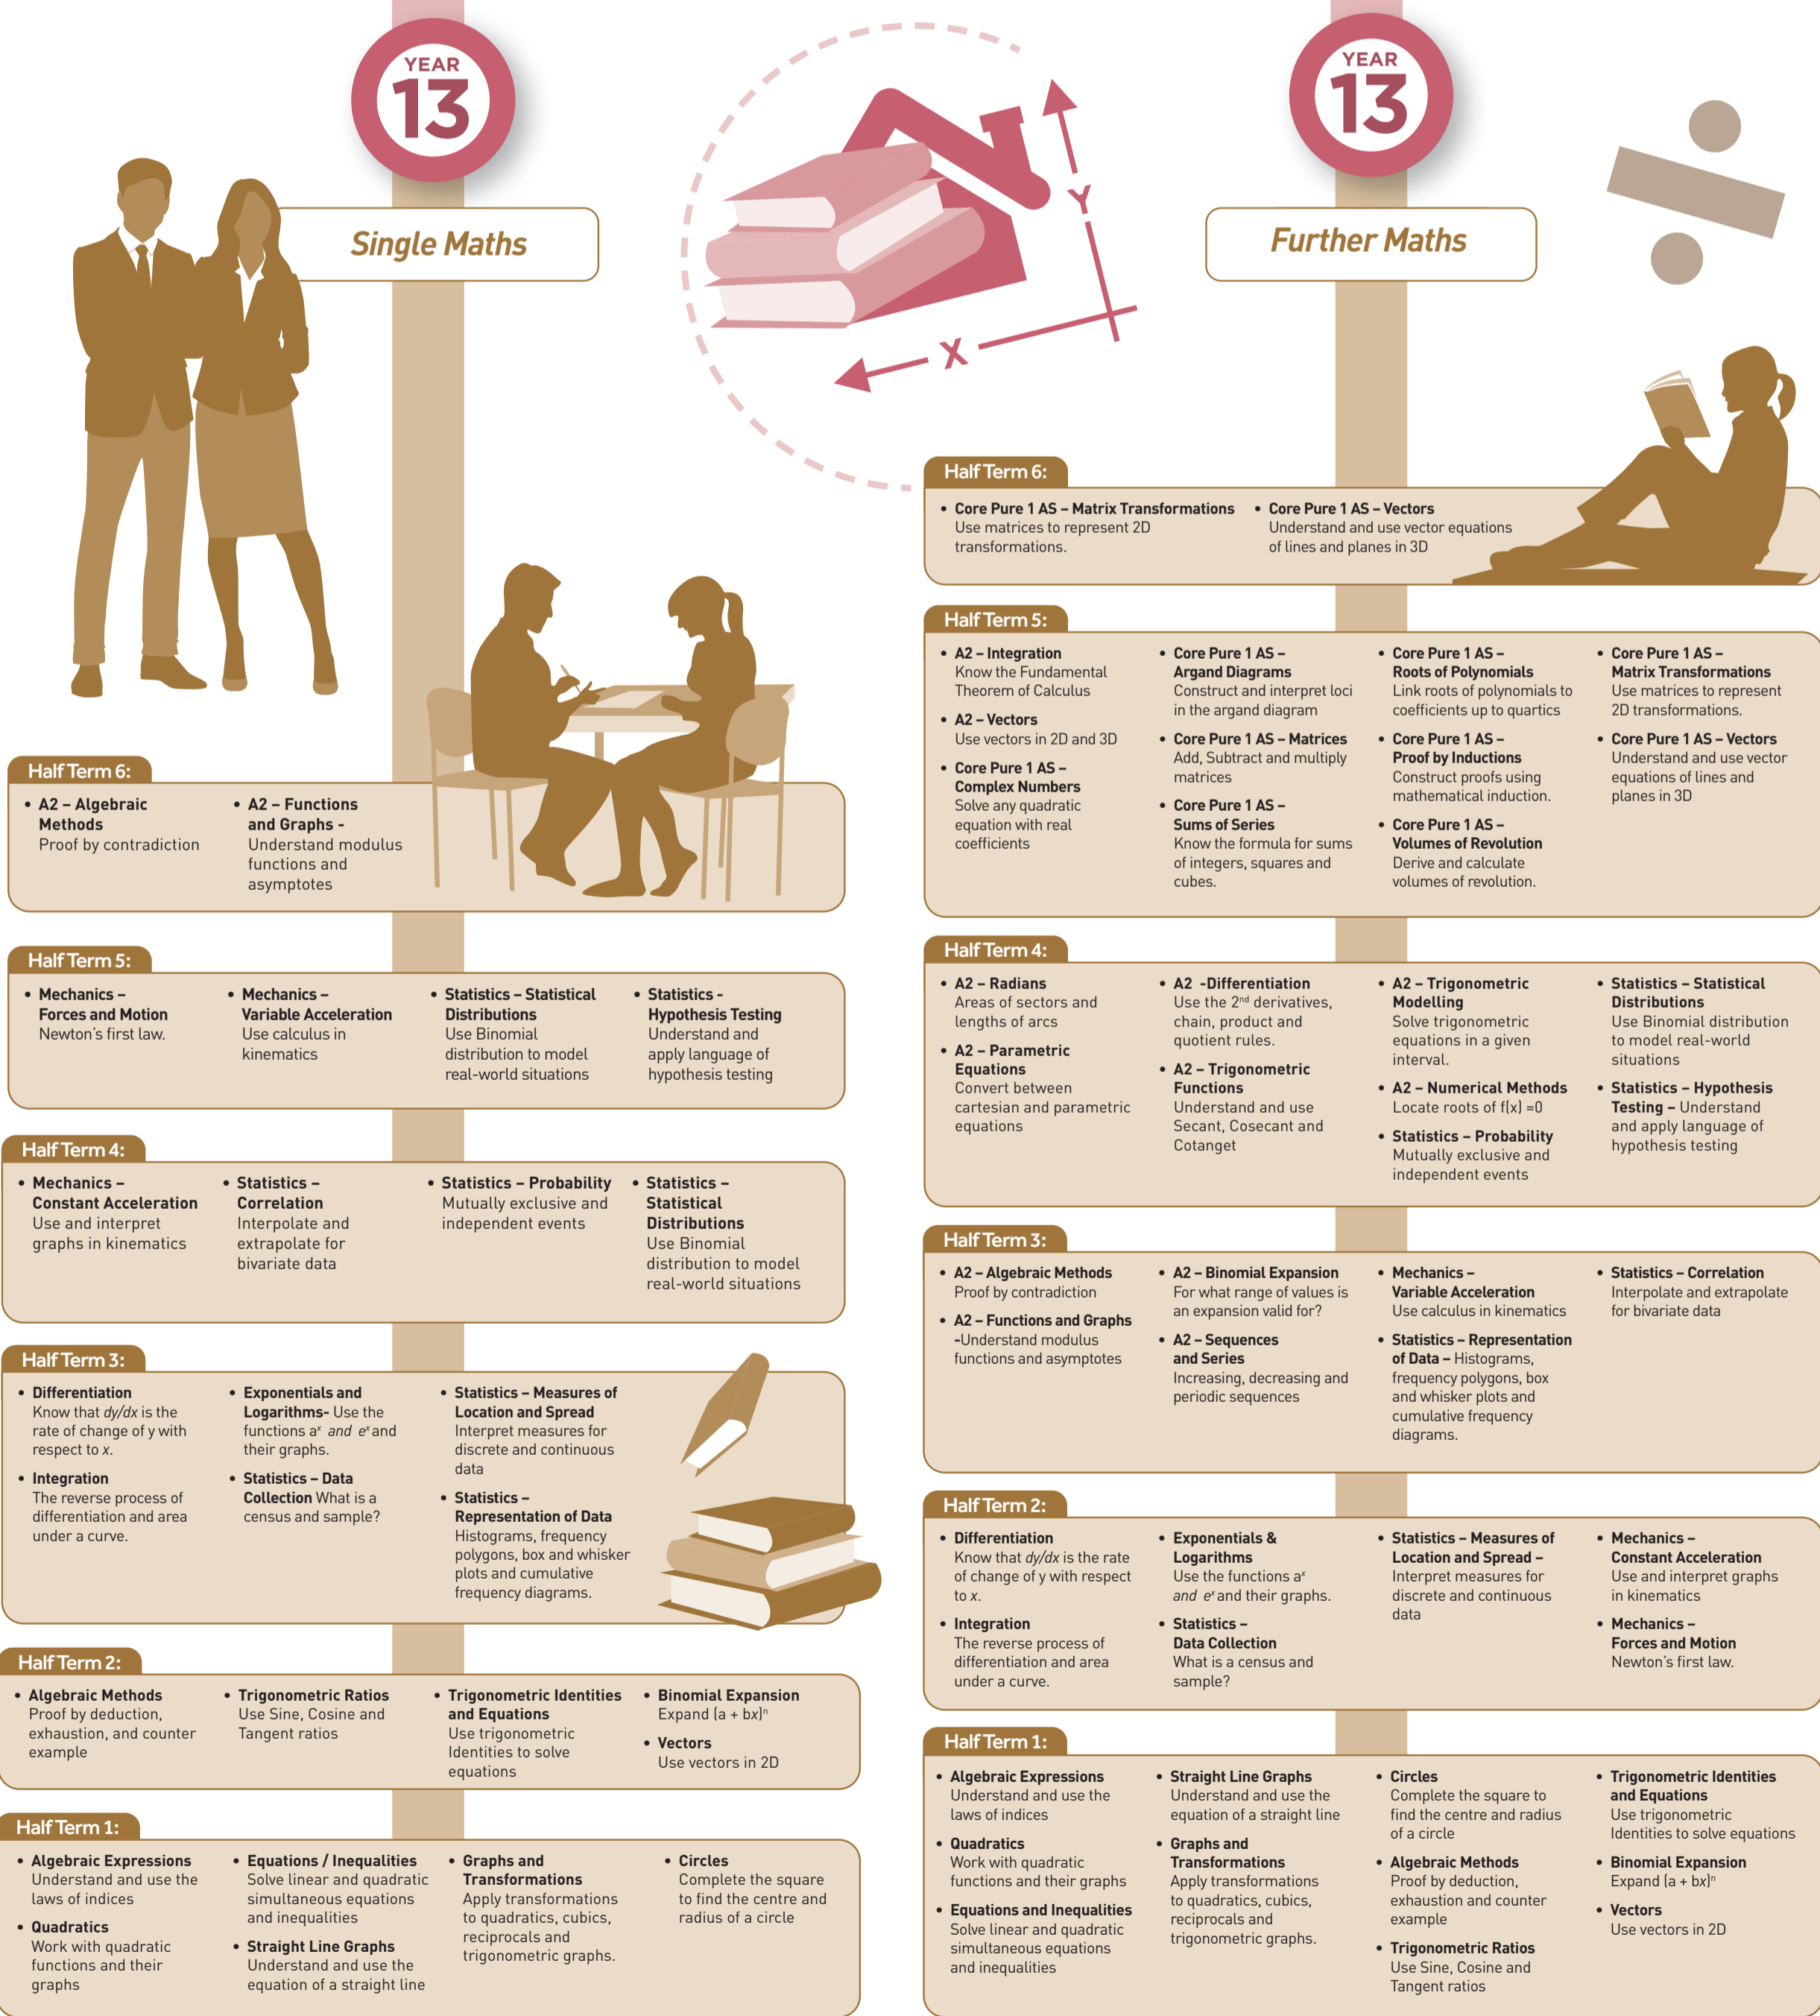 YEAR
13
Single Maths
Y
X
Half Term 6:
• A2 – Algebraic
Methods
Proof by contradiction
• A2 – Functions
and Graphs -
Understand modulus
functions and
asymptotes
Half Term 5:
• Mechanics –
Forces and Motion
Newton's first law.
• Mechanics –
Variable Acceleration
Use calculus in
kinematics
• Statistics – Statistical
Distributions
Use Binomial
distribution to model
real-world situations
• Statistics -
Hypothesis Testing
Understand and
apply language of
hypothesis testing
Half Term 4:
• Mechanics –
Constant Acceleration
Use and interpret
graphs in kinematics
• Statistics –
Correlation
Interpolate and
extrapolate for
bivariate data
• Statistics – Probability
Mutually exclusive and
independent events
• Statistics –
Statistical
Distributions
Use Binomial
distribution to model
real-world situations
Half Term 3:
• Differentiation
Know that dy/dx is the
rate of change of y with
respect to x.
• Integration
The reverse process of
differentiation and area
under a curve.
• Exponentials and
Logarithms- Use the
functions aˣ and eˣ and
their graphs.
• Statistics – Data
Collection What is a
census and sample?
• Statistics – Measures of
Location and Spread
Interpret measures for
discrete and continuous
data
• Statistics –
Representation of Data
Histograms, frequency
polygons, box and whisker
plots and cumulative
frequency diagrams.
Half Term 2:
• Algebraic Methods
Proof by deduction,
exhaustion, and counter
example
• Trigonometric Ratios
Use Sine, Cosine and
Tangent ratios
• Trigonometric Identities
and Equations
Use trigonometric
Identities to solve
equations
• Binomial Expansion
Expand (a + bx)ⁿ
• Vectors
Use vectors in 2D
Half Term 1:
• Algebraic Expressions
Understand and use the
laws of indices
• Quadratics
Work with quadratic
functions and their
graphs
• Equations / Inequalities
Solve linear and quadratic
simultaneous equations
and inequalities
• Straight Line Graphs
Understand and use the
equation of a straight line
• Graphs and
Transformations
Apply transformations
to quadratics, cubics,
reciprocals and
trigonometric graphs.
• Circles
Complete the square
to find the centre and
radius of a circle
YEAR
13
Further Maths
Half Term 6:
• Core Pure 1 AS – Matrix Transformations
Use matrices to represent 2D
transformations.
• Core Pure 1 AS – Vectors
Understand and use vector equations
of lines and planes in 3D
Half Term 5:
• A2 – Integration
Know the Fundamental
Theorem of Calculus
• A2 – Vectors
Use vectors in 2D and 3D
• Core Pure 1 AS –
Complex Numbers
Solve any quadratic
equation with real
coefficients
• Core Pure 1 AS –
Argand Diagrams
Construct and interpret loci
in the argand diagram
• Core Pure 1 AS – Matrices
Add, Subtract and multiply
matrices
• Core Pure 1 AS –
Sums of Series
Know the formula for sums
of integers, squares and
cubes.
• Core Pure 1 AS –
Roots of Polynomials
Link roots of polynomials to
coefficients up to quartics
• Core Pure 1 AS –
Proof by Inductions
Construct proofs using
mathematical induction.
• Core Pure 1 AS –
Volumes of Revolution
Derive and calculate
volumes of revolution.
• Core Pure 1 AS –
Matrix Transformations
Use matrices to represent
2D transformations.
• Core Pure 1 AS – Vectors
Understand and use vector
equations of lines and
planes in 3D
Half Term 4:
• A2 – Radians
Areas of sectors and
lengths of arcs
• A2 – Parametric
Equations
Convert between
cartesian and parametric
equations
• A2 -Differentiation
Use the 2ⁿᵈ derivatives,
chain, product and
quotient rules.
• A2 – Trigonometric
Functions
Understand and use
Secant, Cosecant and
Cotanget
• A2 – Trigonometric
Modelling
Solve trigonometric
equations in a given
interval.
• A2 – Numerical Methods
Locate roots of f(x) =0
• Statistics – Probability
Mutually exclusive and
independent events
• Statistics – Statistical
Distributions
Use Binomial distribution
to model real-world
situations
• Statistics – Hypothesis
Testing – Understand
and apply language of
hypothesis testing
Half Term 3:
• A2 – Algebraic Methods
Proof by contradiction
• A2 – Functions and Graphs
-Understand modulus
functions and asymptotes
• A2 – Binomial Expansion
For what range of values is
an expansion valid for?
• A2 – Sequences
and Series
Increasing, decreasing and
periodic sequences
• Mechanics –
Variable Acceleration
Use calculus in kinematics
• Statistics – Representation
of Data – Histograms,
frequency polygons, box
and whisker plots and
cumulative frequency
diagrams.
• Statistics – Correlation
Interpolate and extrapolate
for bivariate data
Half Term 2:
• Differentiation
Know that dy/dx is the rate
of change of y with respect
to x.
• Integration
The reverse process of
differentiation and area
under a curve.
• Exponentials &
Logarithms
Use the functions aˣ
and eˣ and their graphs.
• Statistics –
Data Collection
What is a census and
sample?
• Statistics – Measures of
Location and Spread –
Interpret measures for
discrete and continuous
data
• Mechanics –
Constant Acceleration
Use and interpret graphs
in kinematics
• Mechanics –
Forces and Motion
Newton's first law.
Half Term 1:
• Algebraic Expressions
Understand and use the
laws of indices
• Quadratics
Work with quadratic
functions and their graphs
• Equations and Inequalities
Solve linear and quadratic
simultaneous equations
and inequalities
• Straight Line Graphs
Understand and use the
equation of a straight line
• Graphs and
Transformations
Apply transformations
to quadratics, cubics,
reciprocals and
trigonometric graphs.
• Circles
Complete the square to
find the centre and radius
of a circle
• Algebraic Methods
Proof by deduction,
exhaustion and counter
example
• Trigonometric Ratios
Use Sine, Cosine and
Tangent ratios
• Trigonometric Identities
and Equations
Use trigonometric
Identities to solve equations
• Binomial Expansion
Expand (a + bx)ⁿ
• Vectors
Use vectors in 2D